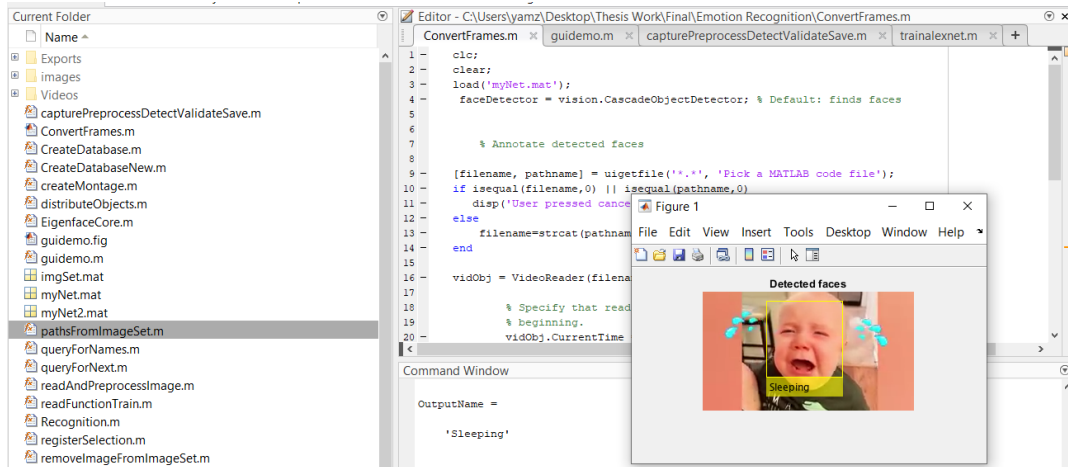 Current Folder
Name
Exports
images
Videos
capturePreprocessDetectValidateSave.m
ConvertFrames.m
CreateDatabase.m
CreateDatabaseNew.m
createMontage.m
distributeObjects.m
EigenfaceCore.m
guidemo.fig
guidemo.m
imgSet.mat
myNet.mat
myNet2.mat
pathsFromImageSet.m
queryForNames.m
queryForNext.m
readAndPreprocessImage.m
readFunctionTrain.m
Recognition.m
registerSelection.m
removeImageFromImageSet.m
Editor - C:\Users\yamz\Desktop\Thesis Work\Final\Emotion Recognition\ConvertFrames.m
ConvertFrames.m guidemo.m capturePreprocessDetectValidateSave.m trainalexnet.m +
1 - clc;
2 - clear;
3 - load('myNet.mat');
4 - faceDetector = vision.CascadeObjectDetector; % Default: finds faces
5
6
7 % Annotate detected faces
8
9 - [filename, pathname] = uigetfile('*.*', 'Pick a MATLAB code file');
10 - if isequal(filename,0) || isequal(pathname,0)
11 - disp('User pressed cance
12 - else
13 - filename=strcat(pathnam
14 - end
15
16 - vidObj = VideoReader(filena
17
18 % Specify that read
19 % beginning.
20 - vidObj.CurrentTime
Command Window
OutputName =
'Sleeping'
Figure 1
File Edit View Insert Tools Desktop Window Help
Detected faces
Sleeping